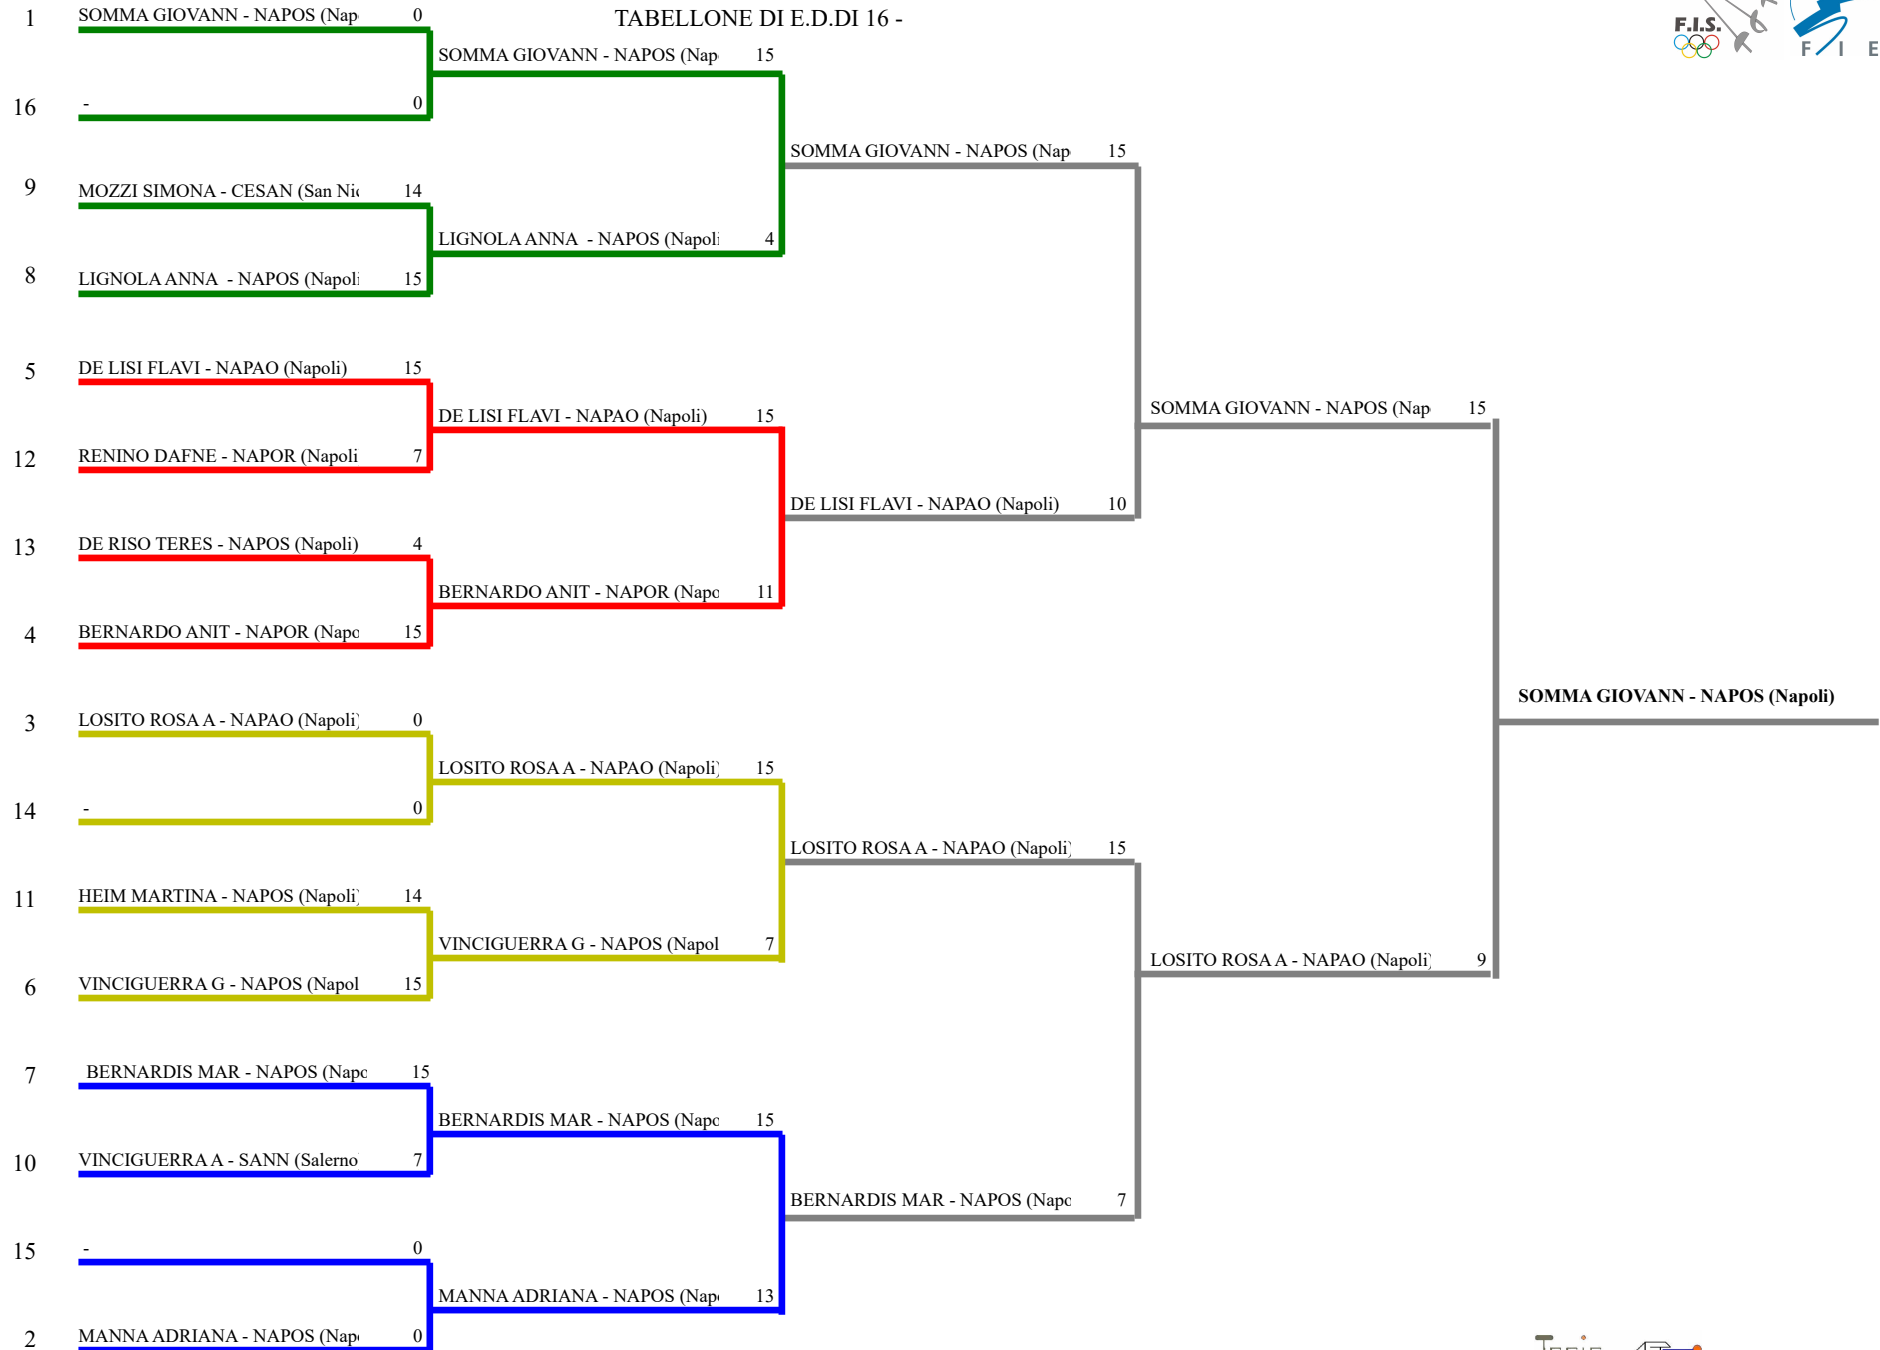 TABELLONE DI E.D.DI 16 -
F.I.S.
F I E
1 SOMMA GIOVANN - NAPOS (Nap 0
SOMMA GIOVANN - NAPOS (Nap 15
16 - 0
SOMMA GIOVANN - NAPOS (Nap 15
9 MOZZI SIMONA - CESAN (San Nic 14
LIGNOLA ANNA - NAPOS (Napoli 4
8 LIGNOLA ANNA - NAPOS (Napoli 15
5 DE LISI FLAVI - NAPAO (Napoli) 15
DE LISI FLAVI - NAPAO (Napoli) 15
SOMMA GIOVANN - NAPOS (Nap 15
12 RENINO DAFNE - NAPOR (Napoli 7
DE LISI FLAVI - NAPAO (Napoli) 10
13 DE RISO TERES - NAPOS (Napoli) 4
BERNARDO ANIT - NAPOR (Napo 11
4 BERNARDO ANIT - NAPOR (Napo 15
SOMMA GIOVANN - NAPOS (Napoli)
3 LOSITO ROSA A - NAPAO (Napoli) 0
LOSITO ROSA A - NAPAO (Napoli) 15
14 - 0
LOSITO ROSA A - NAPAO (Napoli) 15
11 HEIM MARTINA - NAPOS (Napoli) 14
VINCIGUERRA G - NAPOS (Napol 7
LOSITO ROSA A - NAPAO (Napoli) 9
6 VINCIGUERRA G - NAPOS (Napol 15
7 BERNARDIS MAR - NAPOS (Napo 15
BERNARDIS MAR - NAPOS (Napo 15
10 VINCIGUERRA A - SANN (Salerno 7
BERNARDIS MAR - NAPOS (Napo 7
15 - 0
MANNA ADRIANA - NAPOS (Nap 13
2 MANNA ADRIANA - NAPOS (Nap 0